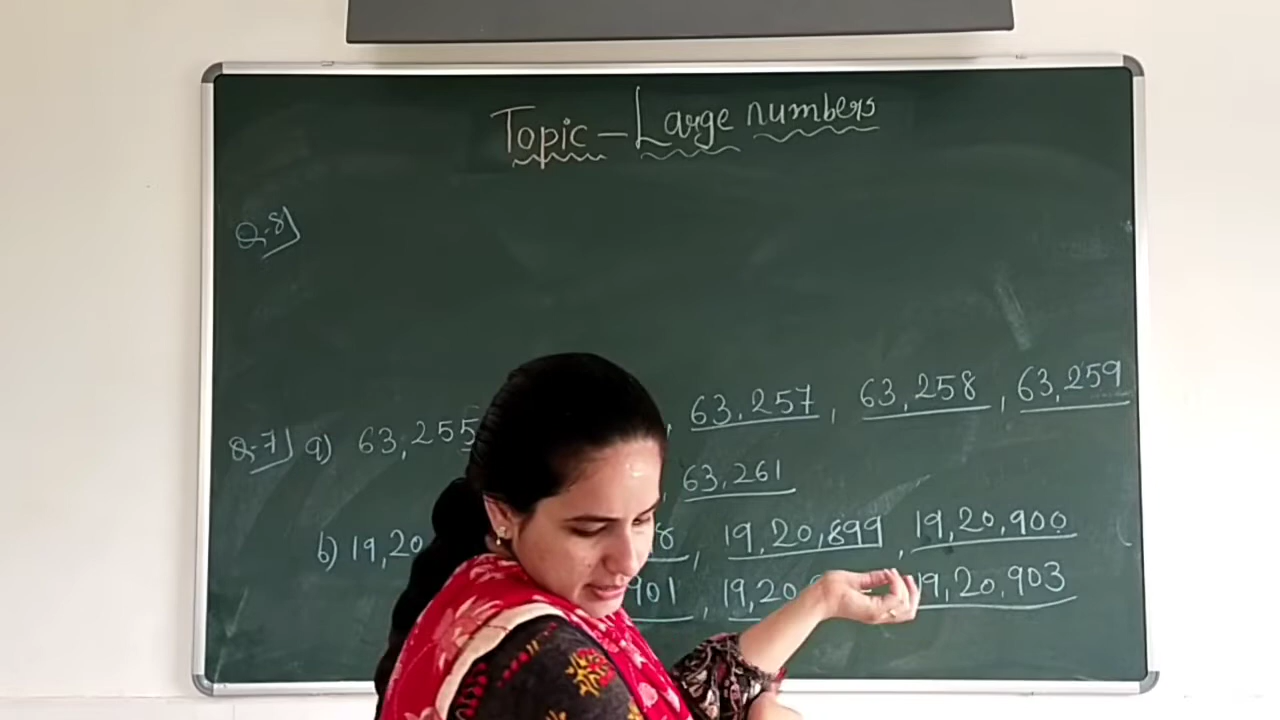 Topic - Large numbers
Q.8)
Q.7) a) 63,255 , 63,257 , 63,258 , 63,259
, 63,261
b) 19,20 8 , 19,20,899 , 19,20,900
901 , 19,20 19,20,903